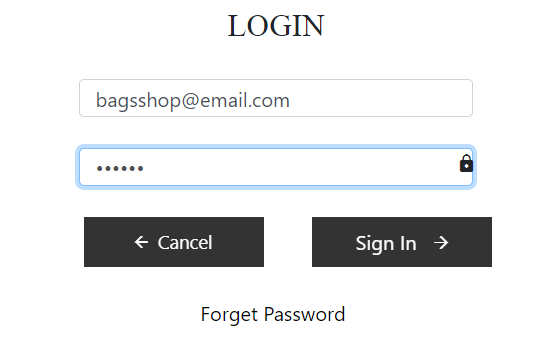 LOGIN
bagsshop@email.com
••••••
← Cancel
Sign In →
Forget Password